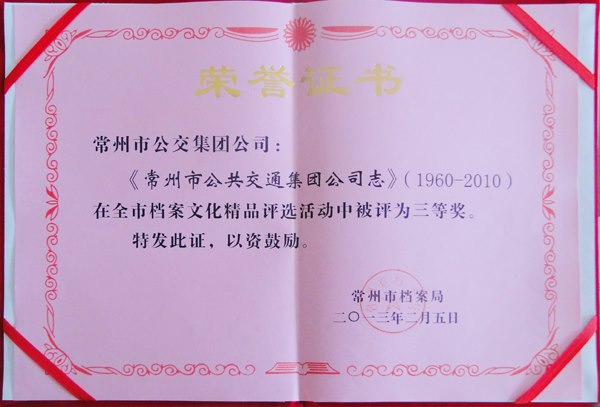 荣誉证书
常州市公交集团公司：
《常州市公共交通集团公司志》（1960-2010）
在全市档案文化精品评选活动中被评为三等奖。
特发此证，以资鼓励。
常州市档案局
二〇一三年二月五日